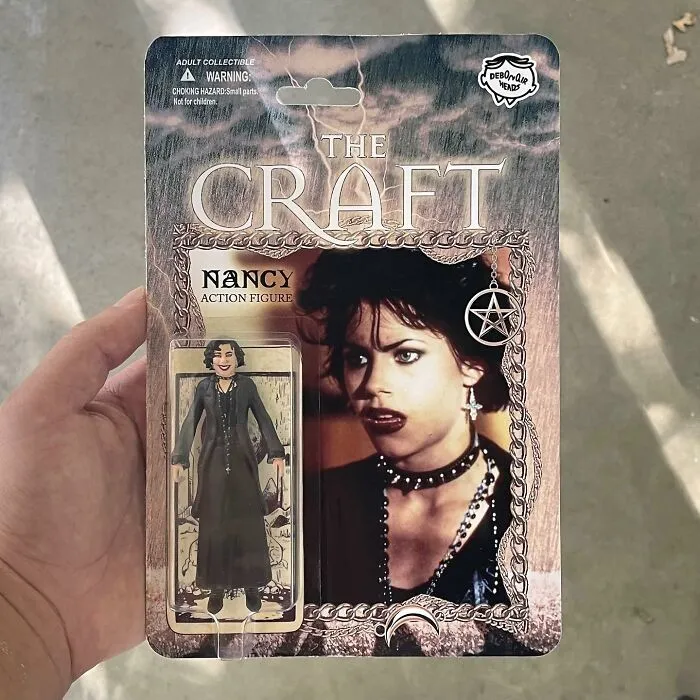 ADULT COLLECTIBLE
WARNING:
CHOKING HAZARD:Small parts.
Not for children.
DEBONAIR
HEADS
THE
CRAFT
NANCY
ACTION FIGURE